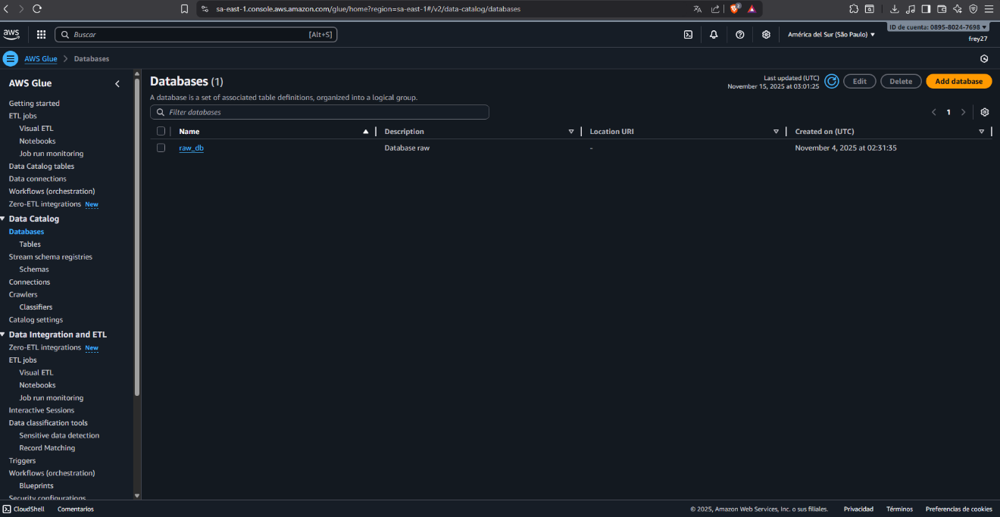 sa-east-1.console.aws.amazon.com/glue/home?region=sa-east-1#/v2/data-catalog/databases
2
aws
Buscar
[Alt+S]
América del Sur (São Paulo)
ID de cuenta: 0895-8024-7698
frey27
AWS Glue
Databases
AWS Glue
Getting started
ETL jobs
Visual ETL
Notebooks
Job run monitoring
Data Catalog tables
Data connections
Workflows (orchestration)
Zero-ETL integrations New
Data Catalog
Databases
Tables
Stream schema registries
Schemas
Connections
Crawlers
Classifiers
Catalog settings
Data Integration and ETL
Zero-ETL integrations New
ETL jobs
Visual ETL
Notebooks
Job run monitoring
Interactive Sessions
Data classification tools
Sensitive data detection
Record Matching
Triggers
Workflows (orchestration)
Blueprints
Security configurations
Databases (1)
Last updated (UTC)
November 15, 2025 at 03:01:25
Edit
Delete
Add database
A database is a set of associated table definitions, organized into a logical group.
Filter databases
1
Name Description Location URI Created on (UTC)
raw_db Database raw - November 4, 2025 at 02:31:35
CloudShell Comentarios © 2025, Amazon Web Services, Inc. o sus filiales. Privacidad Términos Preferencias de cookies